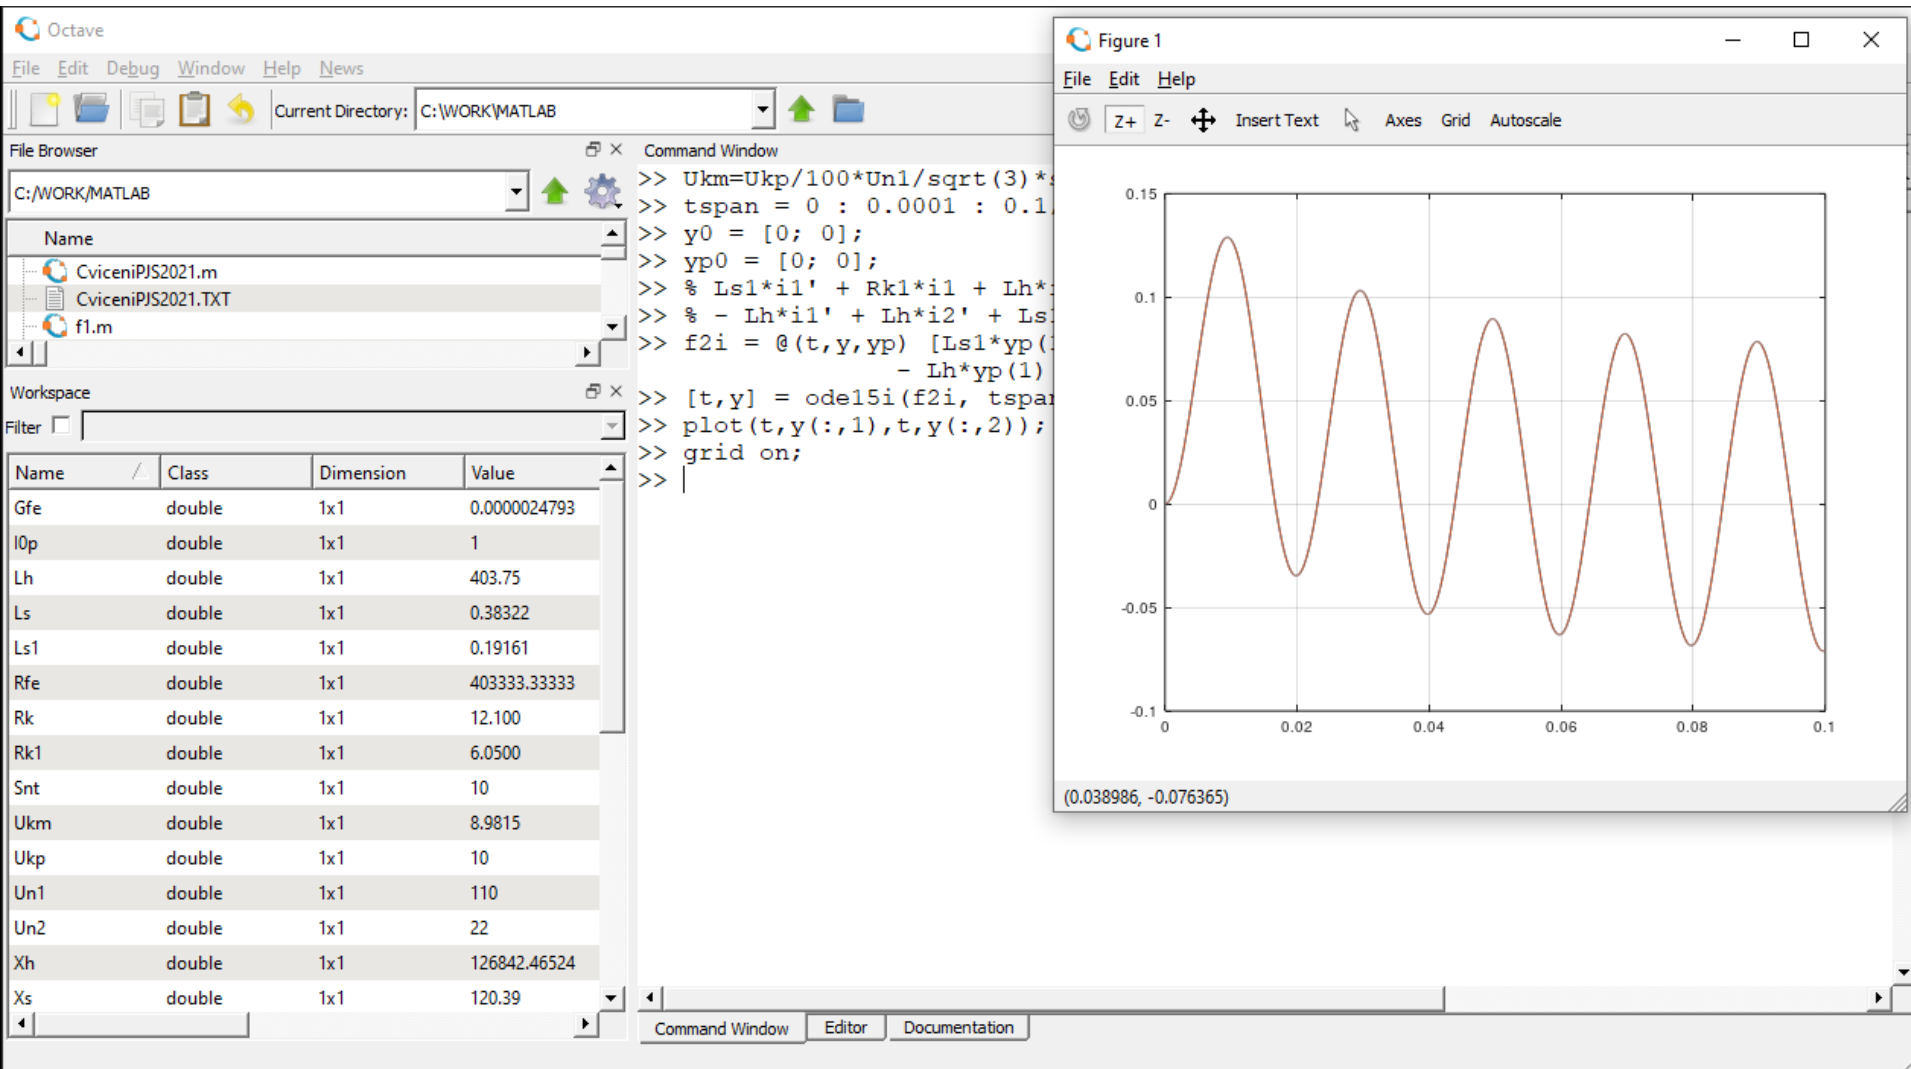 Octave
File Edit Debug Window Help News
Current Directory: C:\WORK\MATLAB
File Browser
C:/WORK/MATLAB
Name
CviceniPJS2021.m
CviceniPJS2021.TXT
f1.m
Workspace
Filter
Name Class Dimension Value
Gfe double 1x1 0.0000024793
I0p double 1x1 1
Lh double 1x1 403.75
Ls double 1x1 0.38322
Ls1 double 1x1 0.19161
Rfe double 1x1 403333.33333
Rk double 1x1 12.100
Rk1 double 1x1 6.0500
Snt double 1x1 10
Ukm double 1x1 8.9815
Ukp double 1x1 10
Un1 double 1x1 110
Un2 double 1x1 22
Xh double 1x1 126842.46524
Xs double 1x1 120.39
Command Window
>> Ukm=Ukp/100*Un1/sqrt(3)*
>> tspan = 0 : 0.0001 : 0.1
>> y0 = [0; 0];
>> yp0 = [0; 0];
>> % Ls1*i1' + Rk1*i1 + Lh*
>> % - Lh*i1' + Lh*i2' + Ls
>> f2i = @(t,y,yp) [Ls1*yp(
- Lh*yp(1)
>> [t,y] = ode15i(f2i, tspan
>> plot(t,y(:,1),t,y(:,2));
>> grid on;
>>
Command Window Editor Documentation
Figure 1
File Edit Help
Z+ Z- Insert Text Axes Grid Autoscale
0.15
0.1
0.05
0
-0.05
-0.1
0 0.02 0.04 0.06 0.08 0.1
(0.038986, -0.076365)